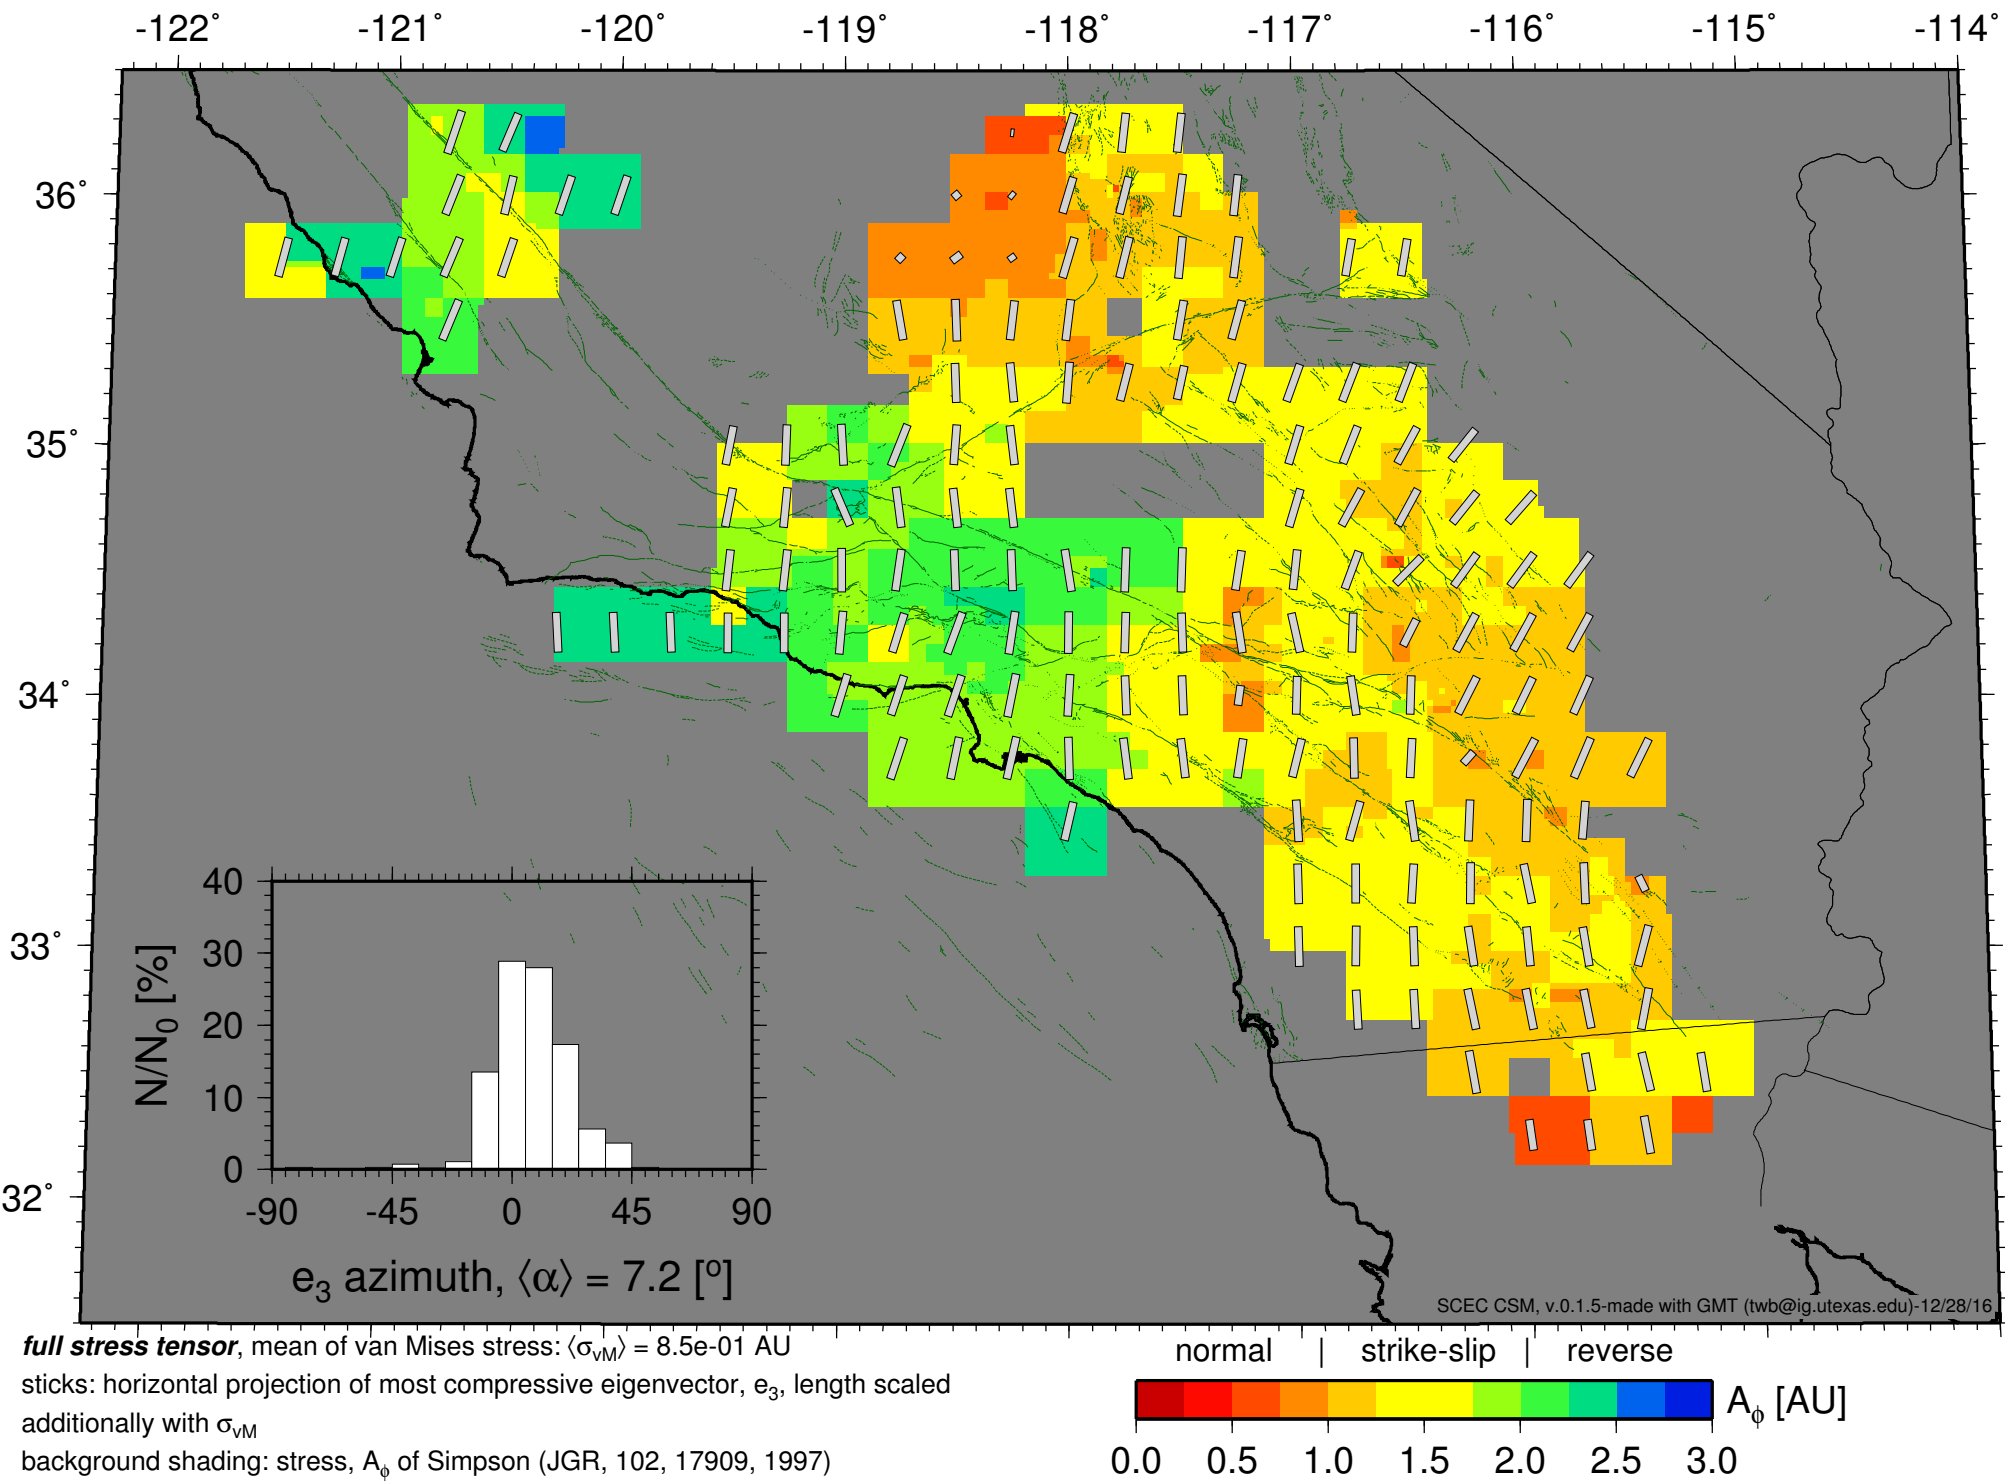 -122° -121° -120° -119° -118° -117° -116° -115° -114°
36°
35°
34°
33°
32°
40
30
20
10
0
N/N0 [%]
-90 -45 0 45 90
e3 azimuth, ⟨α⟩ = 7.2 [º]
SCEC CSM, v.0.1.5-made with GMT (twb@ig.utexas.edu)-12/28/16
full stress tensor, mean of van Mises stress: ⟨σvM⟩ = 8.5e-01 AU
sticks: horizontal projection of most compressive eigenvector, e3, length scaled
additionally with σvM
background shading: stress, Aϕ of Simpson (JGR, 102, 17909, 1997)
normal | strike-slip | reverse
Aϕ [AU]
0.0 0.5 1.0 1.5 2.0 2.5 3.0